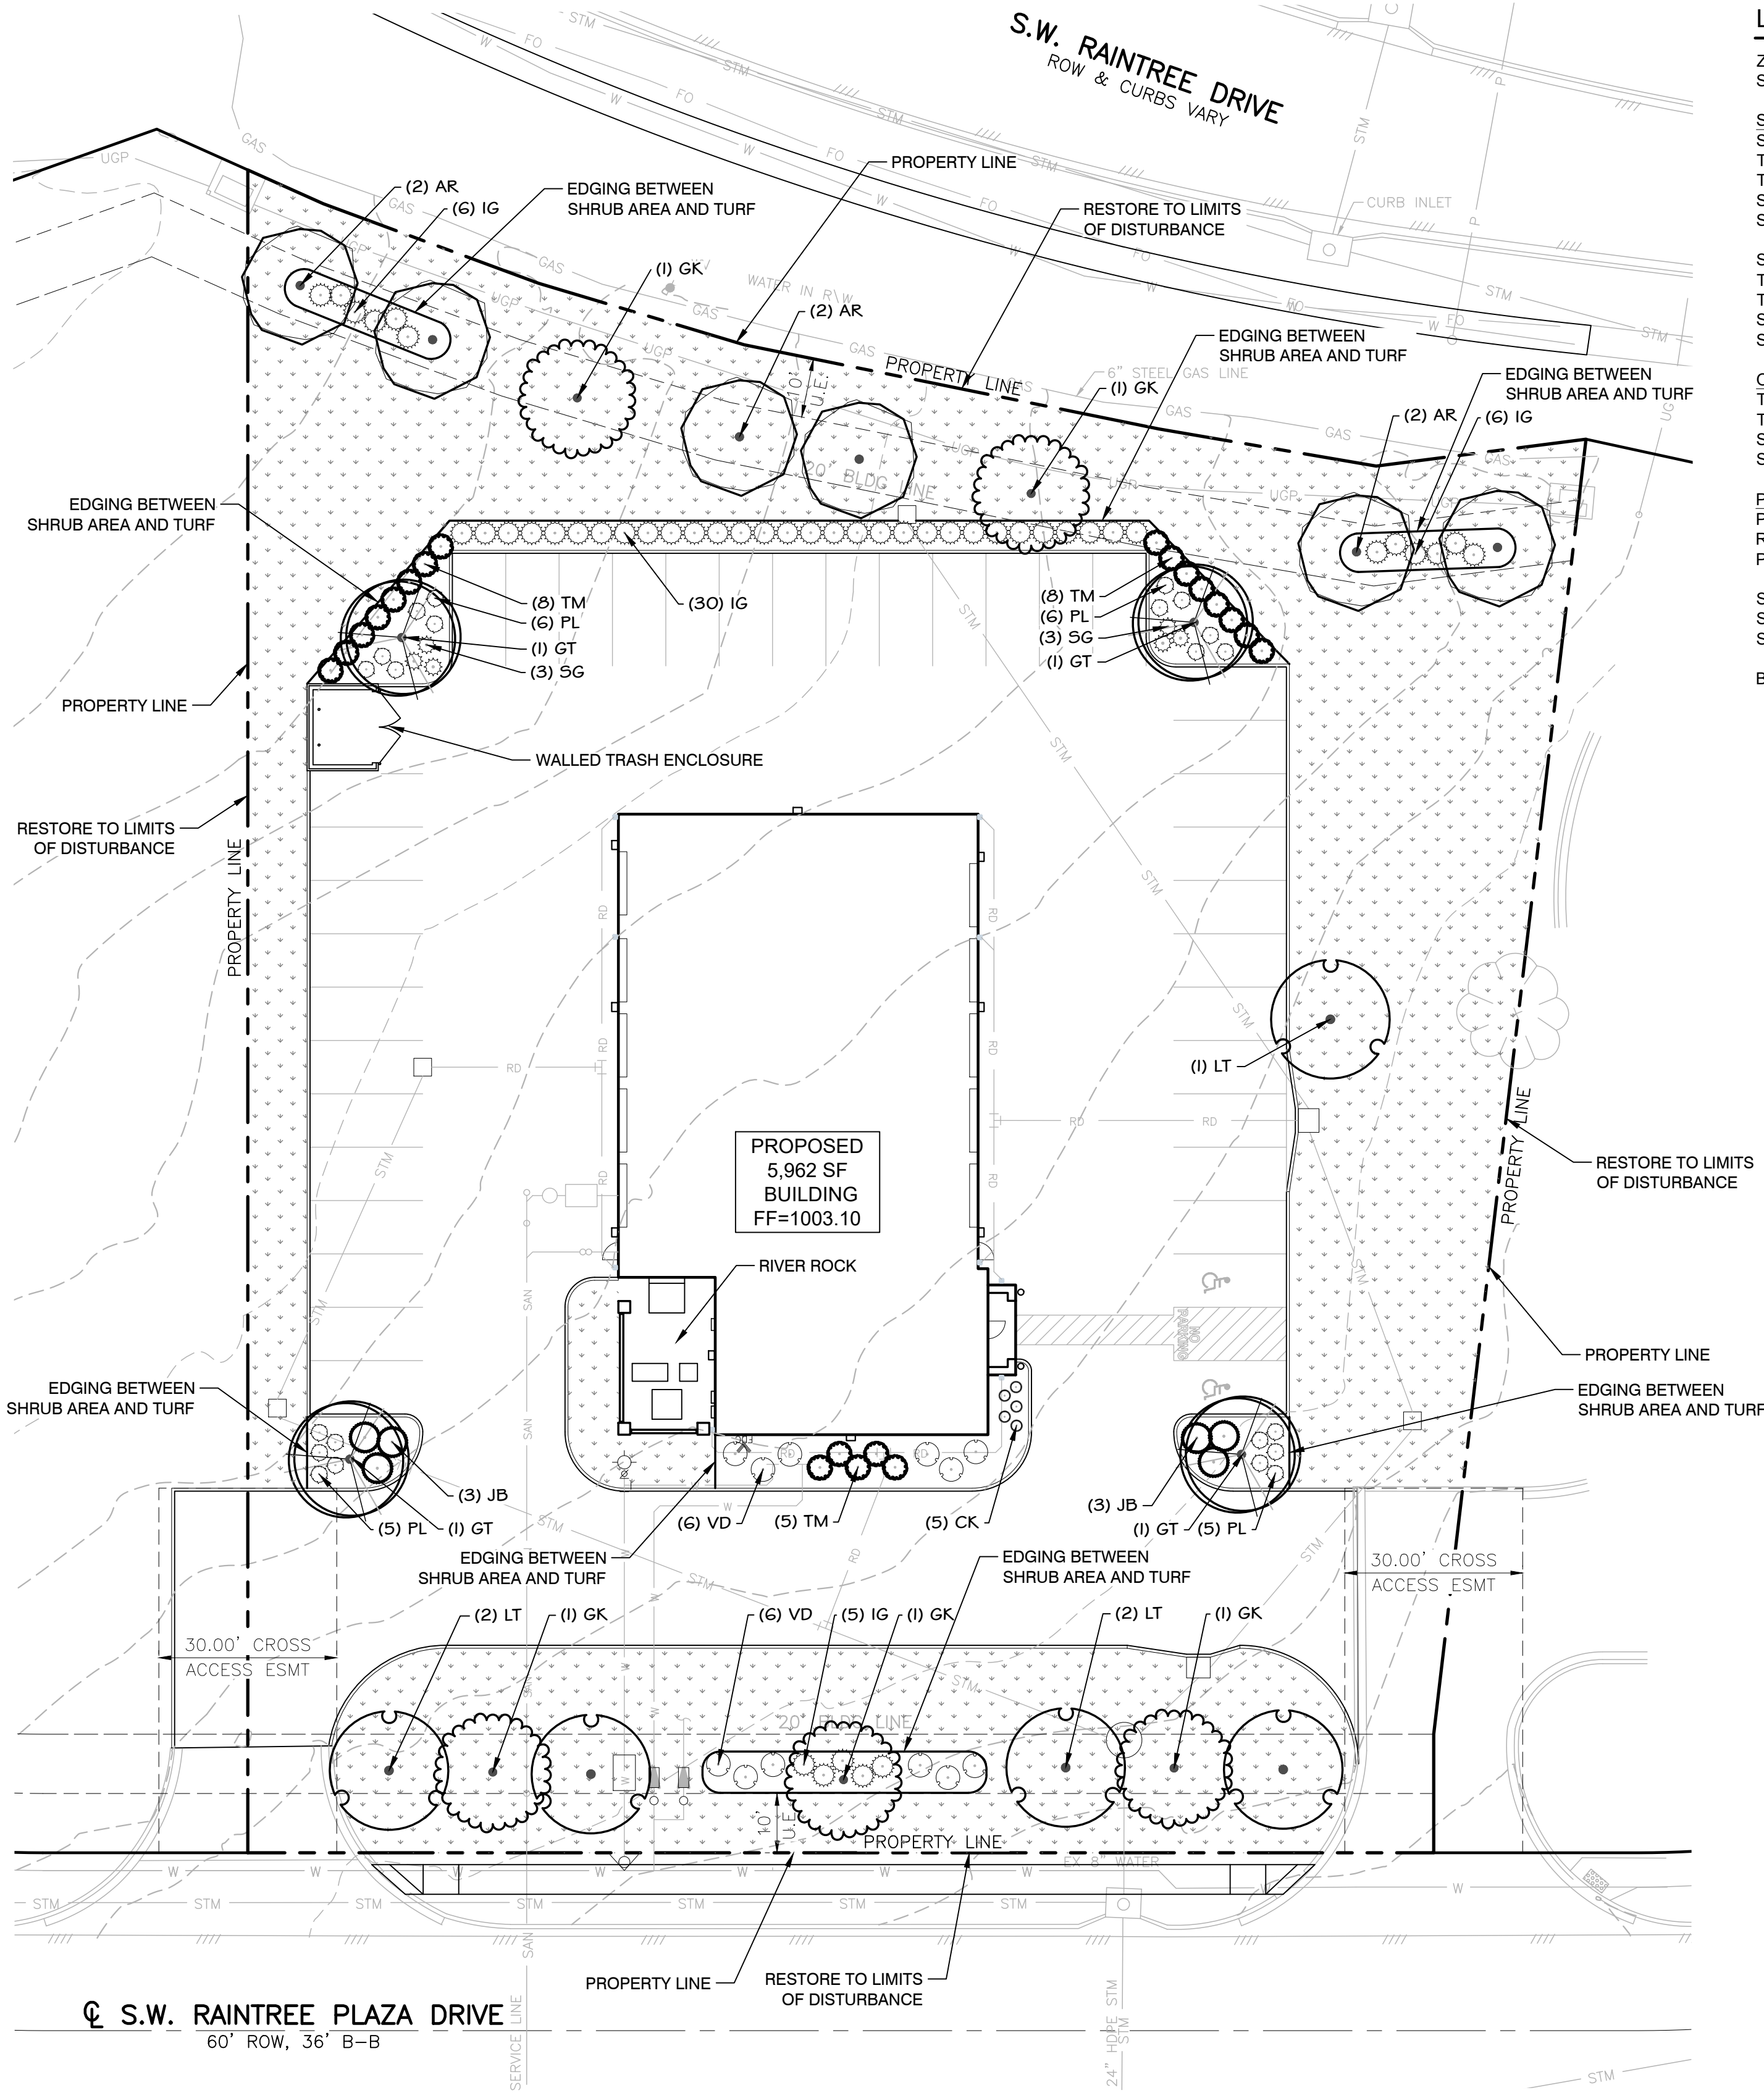 S.W. RAINTREE DRIVE
ROW & CURBS VARY
STM
FO
W
GAS
UGP
PROPERTY LINE
(2) AR
(6) IG
EDGING BETWEEN
SHRUB AREA AND TURF
RESTORE TO LIMITS
OF DISTURBANCE
CURB INLET
(1) GK
WATER IN R\W
(2) AR
10'
U.E.
PROPERTY LINE
6" STEEL GAS LINE
(1) GK
EDGING BETWEEN
SHRUB AREA AND TURF
EDGING BETWEEN
SHRUB AREA AND TURF
(2) AR
(6) IG
20' BLDG LINE
EDGING BETWEEN
SHRUB AREA AND TURF
(8) TM
(6) PL
(1) GT
(3) SG
(30) IG
(8) TM
(6) PL
(3) SG
(1) GT
PROPERTY LINE
WALLED TRASH ENCLOSURE
RESTORE TO LIMITS
OF DISTURBANCE
PROPERTY LINE
RD
(1) LT
PROPOSED
5,962 SF
BUILDING
FF=1003.10
RIVER ROCK
PROPERTY LINE
RESTORE TO LIMITS
OF DISTURBANCE
NO
PARKING
PROPERTY LINE
EDGING BETWEEN
SHRUB AREA AND TURF
EDGING BETWEEN
SHRUB AREA AND TURF
SAN
FDC
(3) JB
(5) PL
(1) GT
(6) VD
(5) TM
(5) CK
(3) JB
(1) GT
(5) PL
EDGING BETWEEN
SHRUB AREA AND TURF
EDGING BETWEEN
SHRUB AREA AND TURF
30.00' CROSS
ACCESS ESMT
(2) LT
(1) GK
(6) VD
(5) IG
(1) GK
(2) LT
(1) GK
30.00' CROSS
ACCESS ESMT
20' BLDG LINE
10'
U.E.
PROPERTY LINE
EX 8" WATER
PROPERTY LINE
RESTORE TO LIMITS
OF DISTURBANCE
℄ S.W. RAINTREE PLAZA DRIVE
60' ROW, 36' B-B
SERVICE LINE
24" HDPE STM
STM